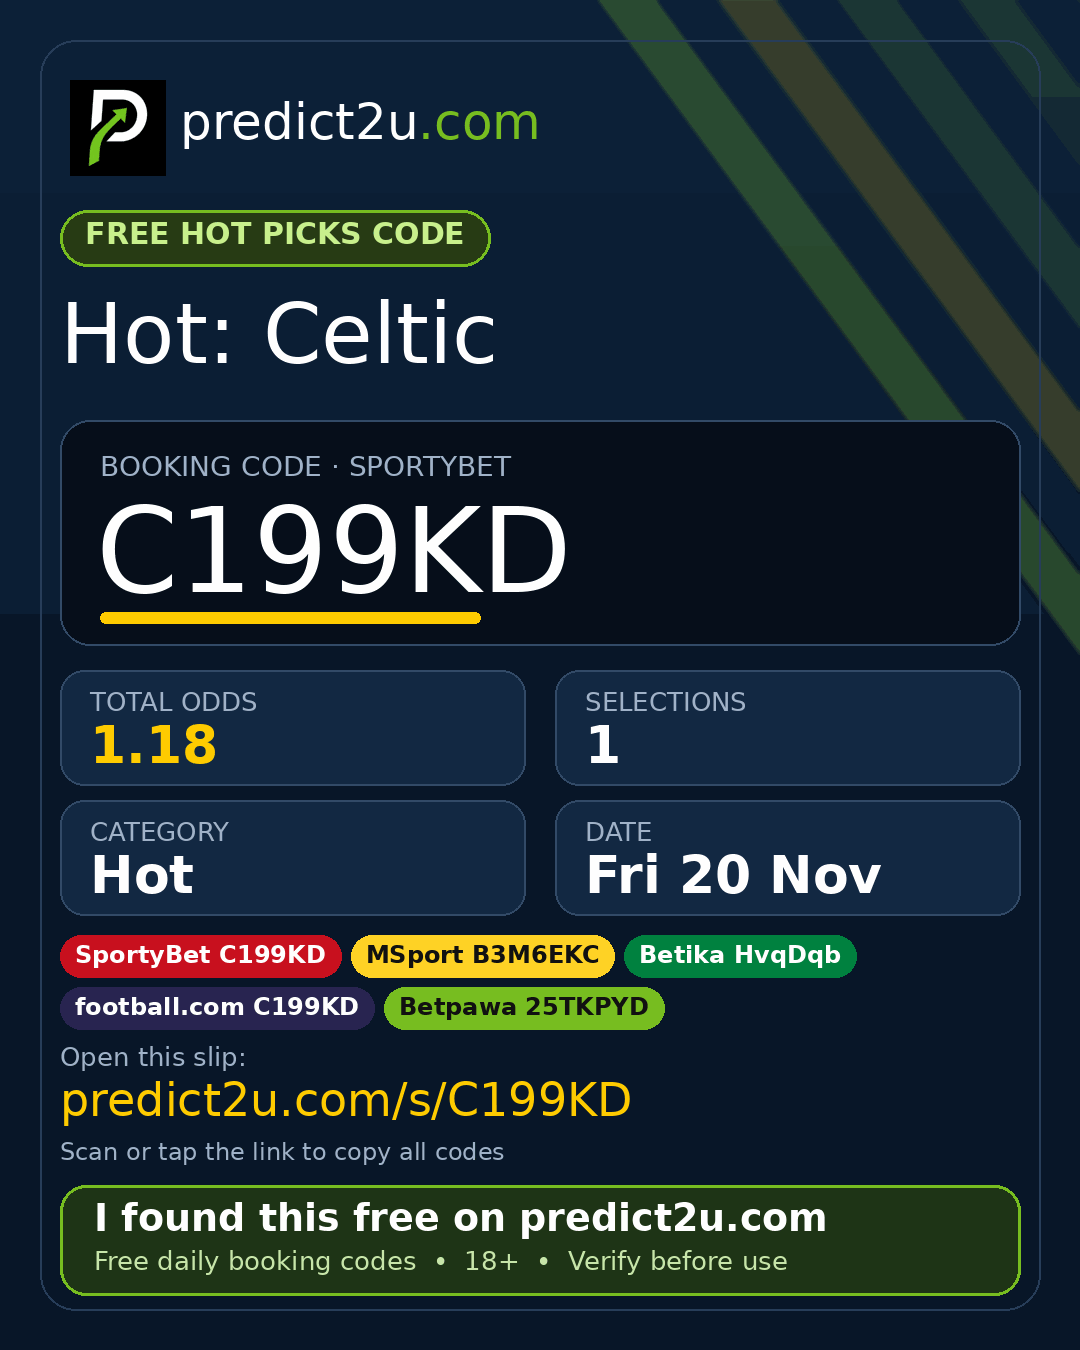 predict2u.com
FREE HOT PICKS CODE
Hot: Celtic
BOOKING CODE · SPORTYBET
C199KD
TOTAL ODDS
1.18
SELECTIONS
1
CATEGORY
Hot
DATE
Fri 20 Nov
SportyBet C199KD
MSport B3M6EKC
Betika HvqDqb
football.com C199KD
Betpawa 25TKPYD
Open this slip:
predict2u.com/s/C199KD
Scan or tap the link to copy all codes
I found this free on predict2u.com
Free daily booking codes • 18+ • Verify before use